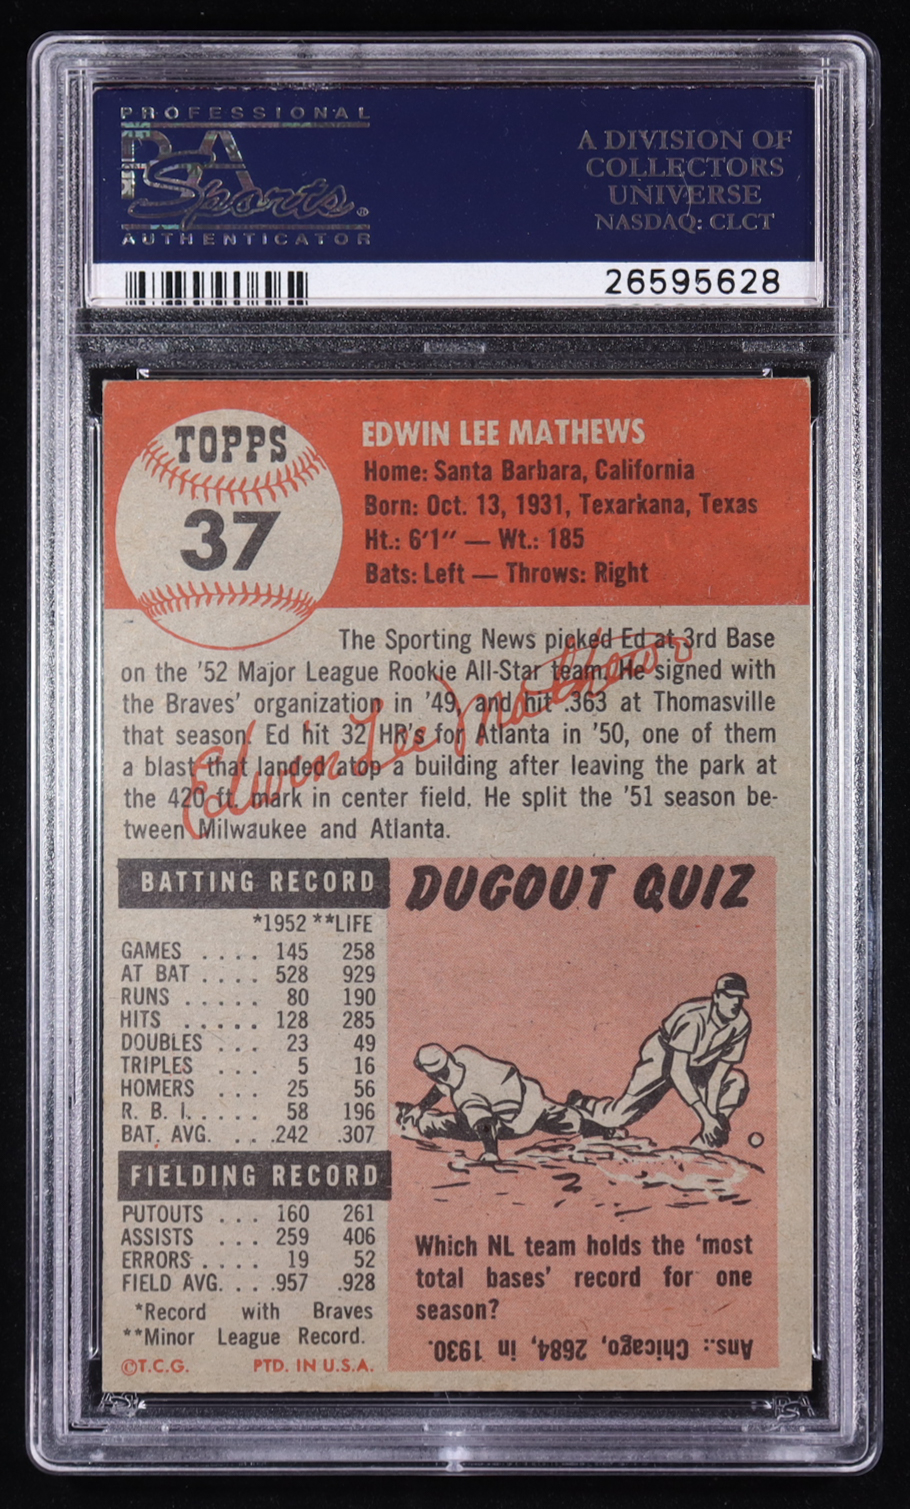 PROFESSIONAL
PSA
Sports®
AUTHENTICATOR
A DIVISION OF
COLLECTORS
UNIVERSE
NASDAQ: CLCT
26595628
TOPPS
37
EDWIN LEE MATHEWS
Home: Santa Barbara, California
Born: Oct. 13, 1931, Texarkana, Texas
Ht.: 6'1" — Wt.: 185
Bats: Left — Throws: Right
The Sporting News picked Ed at 3rd Base
on the '52 Major League Rookie All-Star team. He signed with
the Braves' organization in '49, and hit .363 at Thomasville
that season. Ed hit 32 HR's for Atlanta in '50, one of them
a blast that landed atop a building after leaving the park at
the 420 ft. mark in center field. He split the '51 season be-
tween Milwaukee and Atlanta.
Edwin Lee Mathews
BATTING RECORD
*1952 **LIFE
GAMES .... 145 258
AT BAT .... 528 929
RUNS ..... 80 190
HITS ..... 128 285
DOUBLES ... 23 49
TRIPLES ... 5 16
HOMERS ... 25 56
R. B. I. .... 58 196
BAT. AVG. ... .242 .307
FIELDING RECORD
PUTOUTS ... 160 261
ASSISTS ... 259 406
ERRORS .... 19 52
FIELD AVG. ... .957 .928
*Record with Braves
**Minor League Record.
©T.C.G. PTD. IN U.S.A.
DUGOUT QUIZ
Which NL team holds the 'most
total bases' record for one
season?
Ans.: Chicago, 2684, in 1930.